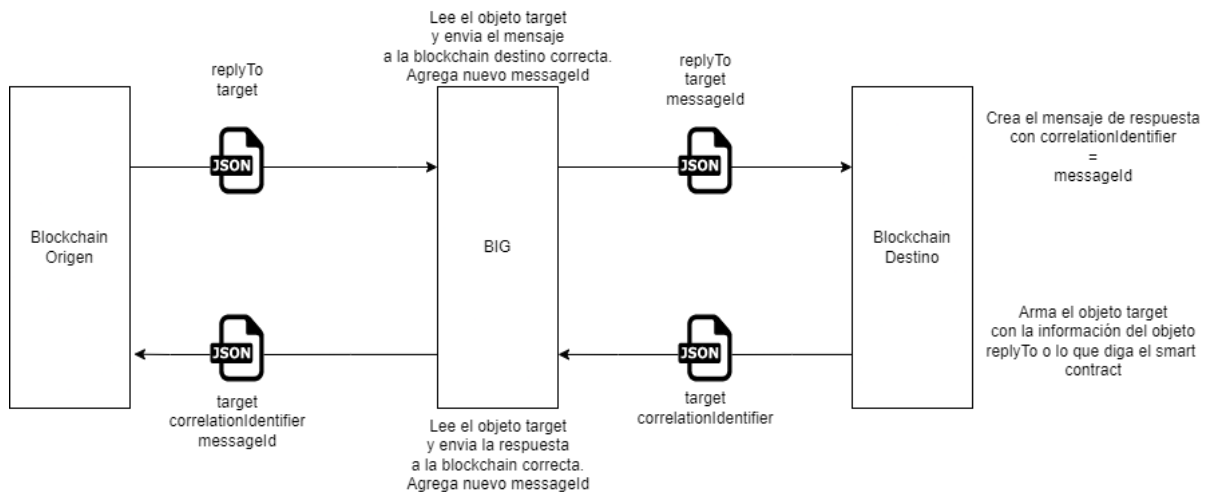 Lee el objeto target
y envia el mensaje
a la blockchain destino correcta.
Agrega nuevo messageId
replyTo
target
replyTo
target
messageId
JSON
JSON
Crea el mensaje de respuesta
con correlationIdentifier
=
messageId
Blockchain
Origen
BIG
Blockchain
Destino
Arma el objeto target
con la información del objeto
replyTo o lo que diga el smart
contract
JSON
JSON
target
correlationIdentifier
messageId
target
correlationIdentifier
Lee el objeto target
y envia la respuesta
a la blockchain correcta.
Agrega nuevo messageId